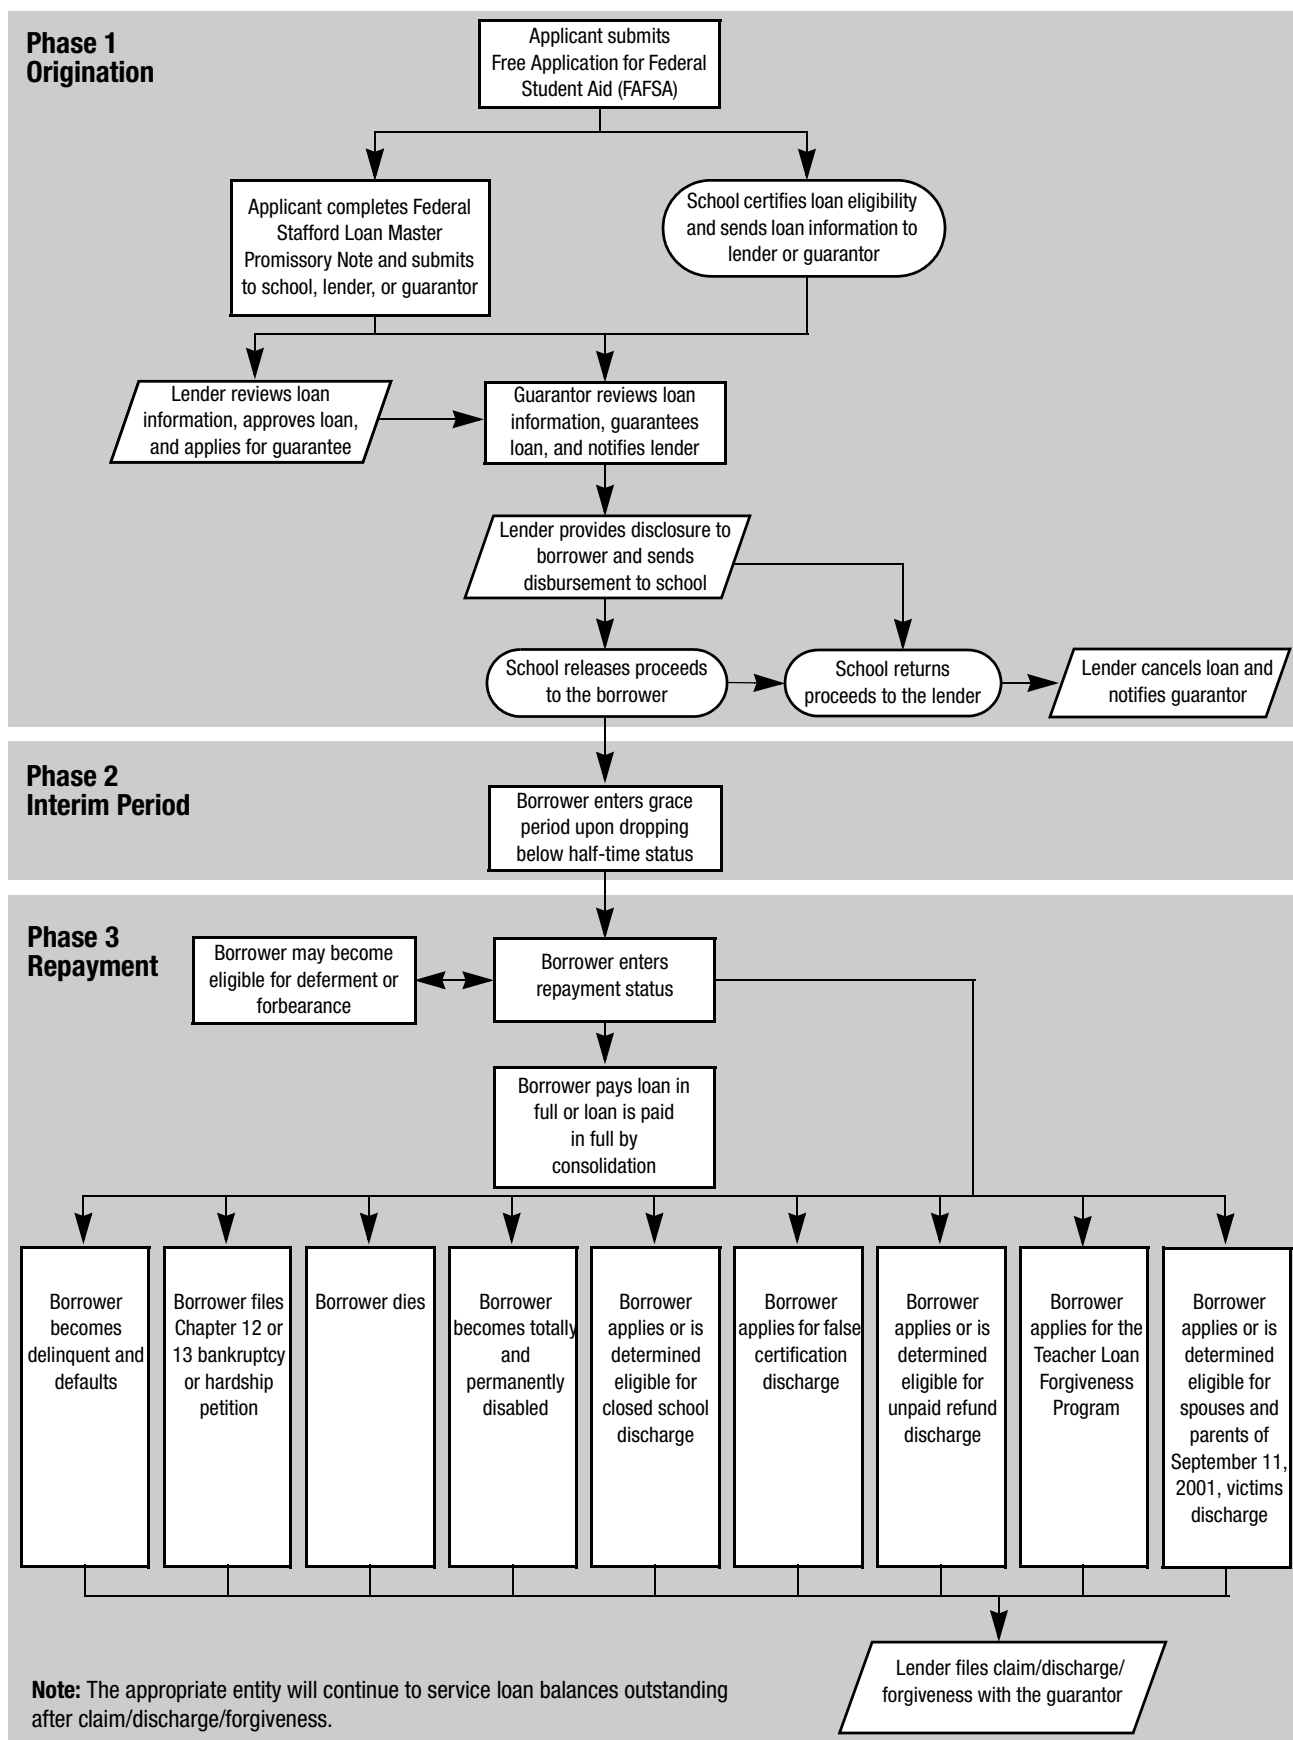 Phase 1
Origination
Applicant submits
Free Application for Federal
Student Aid (FAFSA)
Applicant completes Federal
Stafford Loan Master
Promissory Note and submits
to school, lender, or guarantor
School certifies loan eligibility
and sends loan information to
lender or guarantor
Lender reviews loan
information, approves loan,
and applies for guarantee
Guarantor reviews loan
information, guarantees
loan, and notifies lender
Lender provides disclosure to
borrower and sends
disbursement to school
School releases proceeds
to the borrower
School returns
proceeds to the lender
Lender cancels loan and
notifies guarantor
Phase 2
Interim Period
Borrower enters grace
period upon dropping
below half-time status
Phase 3
Repayment
Borrower may become
eligible for deferment or
forbearance
Borrower enters
repayment status
Borrower pays loan in
full or loan is paid
in full by
consolidation
Borrower
becomes
delinquent and
defaults
Borrower files
Chapter 12 or
13 bankruptcy
or hardship
petition
Borrower dies
Borrower
becomes totally
and
permanently
disabled
Borrower
applies or is
determined
eligible for
closed school
discharge
Borrower
applies for false
certification
discharge
Borrower
applies or is
determined
eligible for
unpaid refund
discharge
Borrower
applies for the
Teacher Loan
Forgiveness
Program
Borrower
applies or is
determined
eligible for
spouses and
parents of
September 11,
2001, victims
discharge
Lender files claim/discharge/
forgiveness with the guarantor
Note: The appropriate entity will continue to service loan balances outstanding
after claim/discharge/forgiveness.